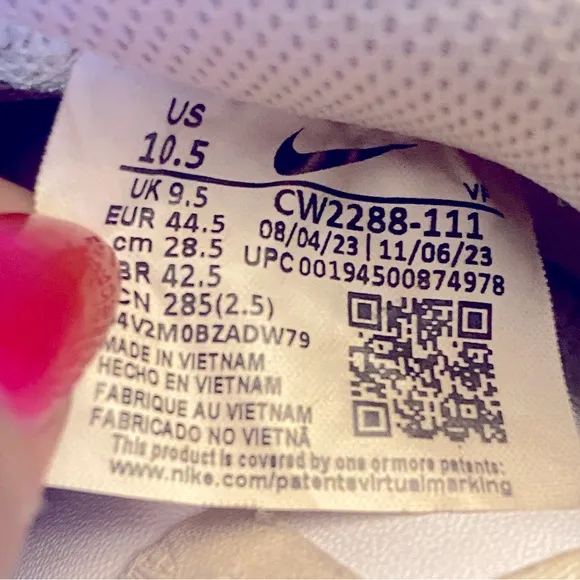 US
10.5
UK 9.5
EUR 44.5
cm 28.5
BR 42.5
CN 285(2.5)
CW2288-111
08/04/23 | 11/06/23
UPC 00194500874978
4V2M0BZADW79
MADE IN VIETNAM
HECHO EN VIETNAM
FABRIQUE AU VIETNAM
FABRICADO NO VIETNÃ
This product is covered by one or more patents:
www.nike.com/patentsvirtualmarking